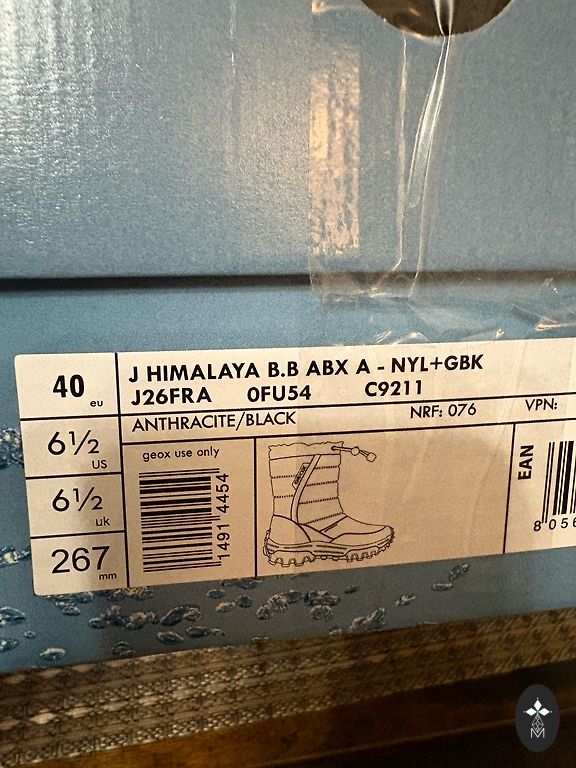 40 eu
6½ US
6½ uk
267 mm
J HIMALAYA B.B ABX A - NYL+GBK
J26FRA 0FU54 C9211
ANTHRACITE/BLACK NRF: 076 VPN:
geox use only
1491 4454
GEOX
EAN
8 056
M